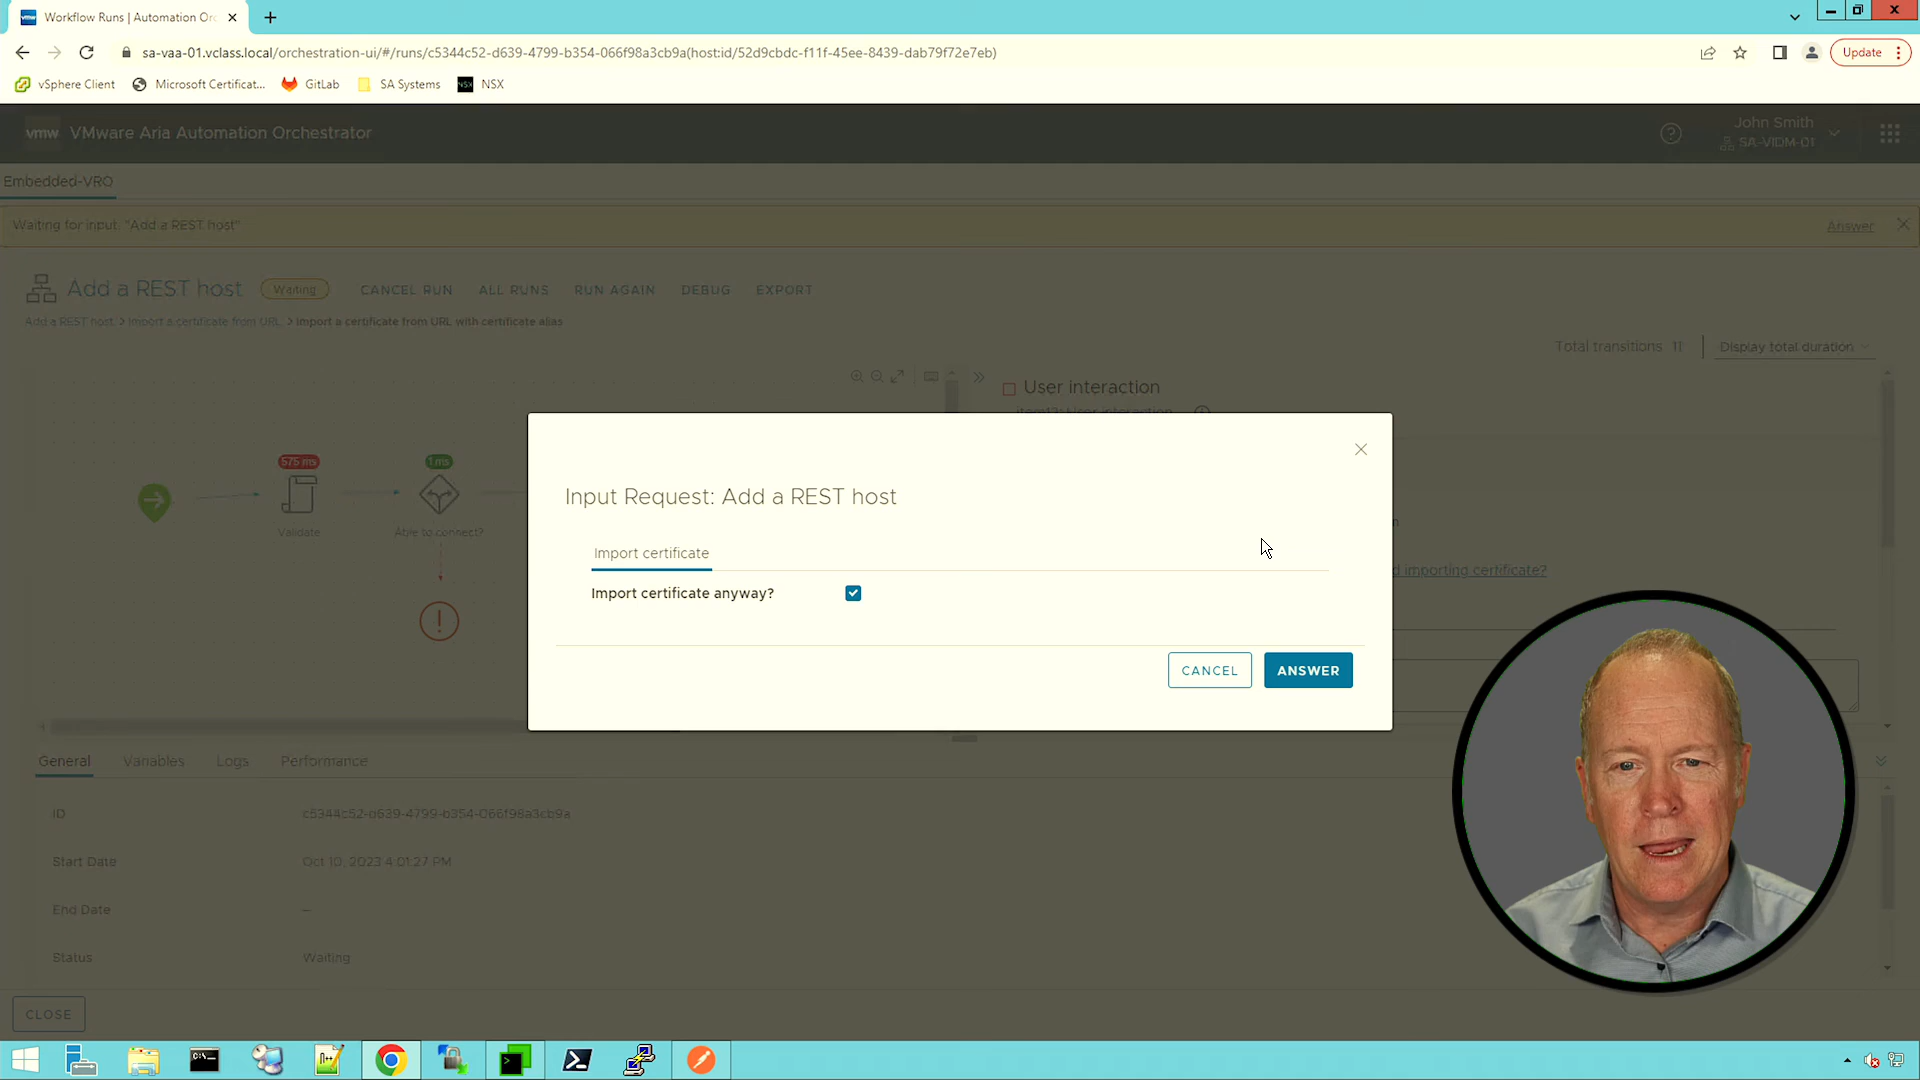 Workflow Runs | Automation Or
sa-vaa-01.vclass.local/orchestration-ui/#/runs/c5344c52-d639-4799-b354-066f98a3cb9a(host:id/52d9cbdc-f11f-45ee-8439-dab79f72e7eb)
Update
vSphere Client
Microsoft Certificat...
GitLab
SA Systems
NSX
NSX
vmw VMware Aria Automation Orchestrator
John Smith
SA-VIDM-01
Embedded-VRO
Waiting for input: "Add a REST host"
Answer
Add a REST host
Waiting
CANCEL RUN
ALL RUNS
RUN AGAIN
DEBUG
EXPORT
Add a REST host > Import a certificate from URL > Import a certificate from URL with certificate alias
Total transitions 11
Display total duration
User interaction
item12: User interaction
575 ms
1 ms
Validate
Able to connect?
Input Request: Add a REST host
Import certificate
Import certificate anyway?
d importing certificate?
CANCEL
ANSWER
General
Variables
Logs
Performance
ID
c5344c52-d639-4799-b354-066f98a3cb9a
Start Date
Oct 10, 2023 4:01:27 PM
End Date
--
Status
Waiting
CLOSE